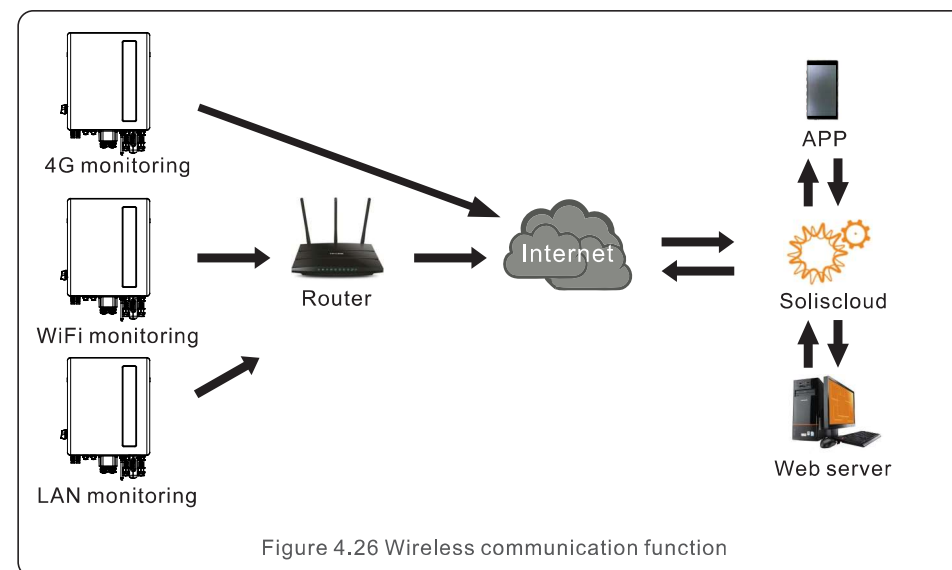 4G monitoring
APP
Internet
Router
Soliscloud
WiFi monitoring
Web server
LAN monitoring
Figure 4.26 Wireless communication function